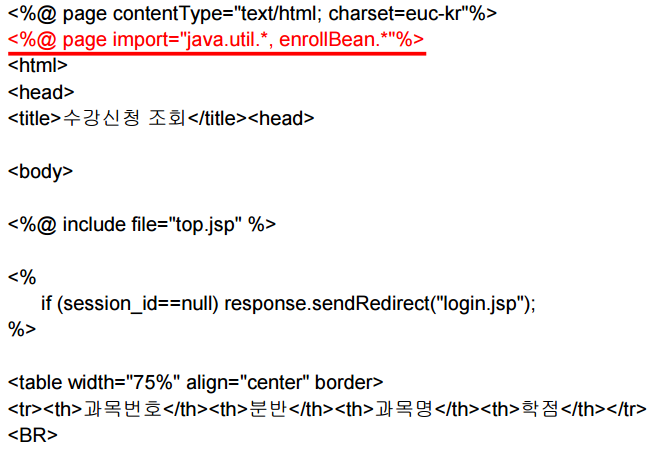 <%@ page contentType="text/html; charset=euc-kr"%>
<%@ page import="java.util.*, enrollBean.*"%>
<html>
<head>
<title>수강신청 조회</title><head>
<body>
<%@ include file="top.jsp" %>
<%
if (session_id==null) response.sendRedirect("login.jsp");
%>
<table width="75%" align="center" border>
<tr><th>과목번호</th><th>분반</th><th>과목명</th><th>학점</th></tr>
<BR>